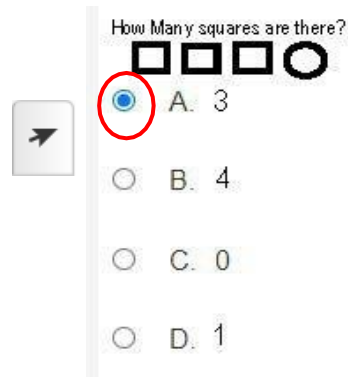 How Many squares are there?
A. 3
B. 4
C. 0
D. 1